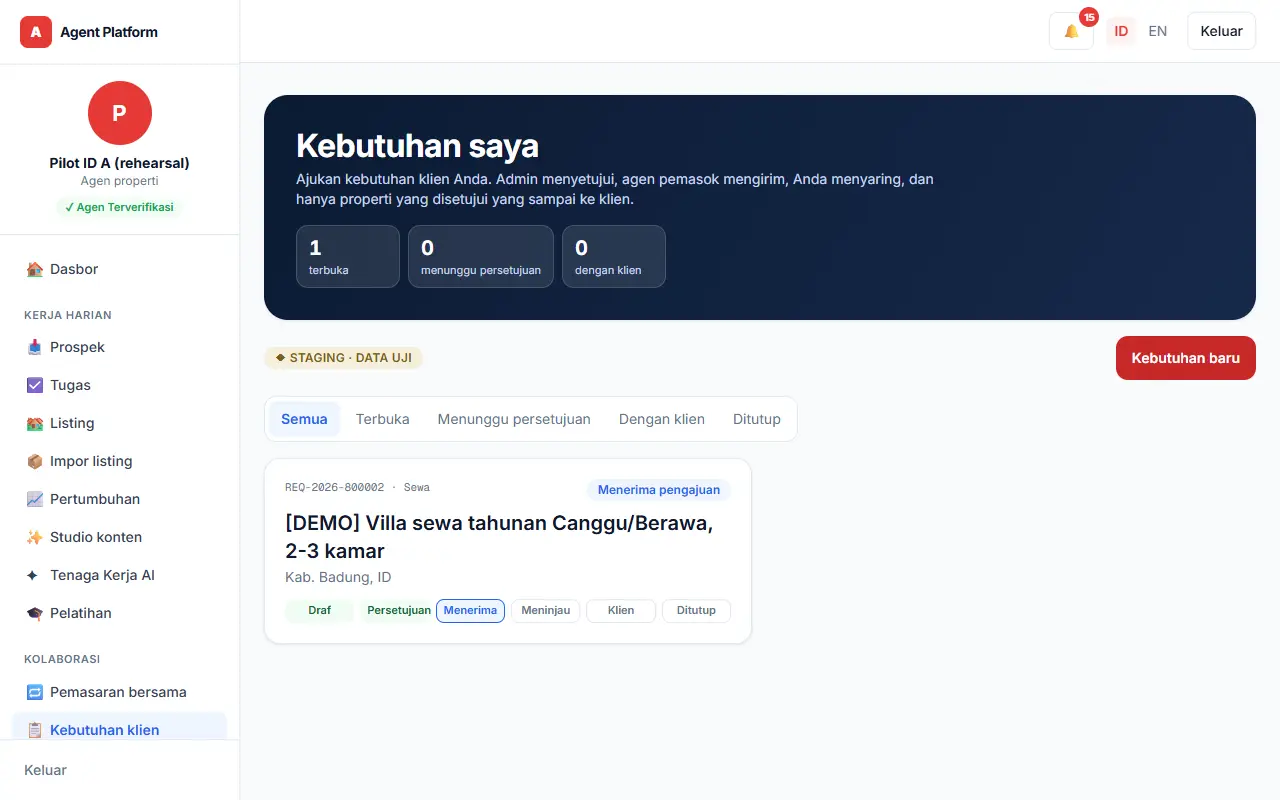 A
Agent Platform
15
ID
EN
Keluar
P
Pilot ID A (rehearsal)
Agen properti
✓ Agen Terverifikasi
Dasbor
KERJA HARIAN
Prospek
Tugas
Listing
Impor listing
Pertumbuhan
Studio konten
Tenaga Kerja AI
Pelatihan
KOLABORASI
Pemasaran bersama
Kebutuhan klien
Keluar
Kebutuhan saya
Ajukan kebutuhan klien Anda. Admin menyetujui, agen pemasok mengirim, Anda menyaring, dan
hanya properti yang disetujui yang sampai ke klien.
1
terbuka
0
menunggu persetujuan
0
dengan klien
◆ STAGING · DATA UJI
Kebutuhan baru
Semua
Terbuka
Menunggu persetujuan
Dengan klien
Ditutup
REQ-2026-800002 · Sewa
Menerima pengajuan
[DEMO] Villa sewa tahunan Canggu/Berawa,
2-3 kamar
Kab. Badung, ID
Draf
Persetujuan
Menerima
Meninjau
Klien
Ditutup